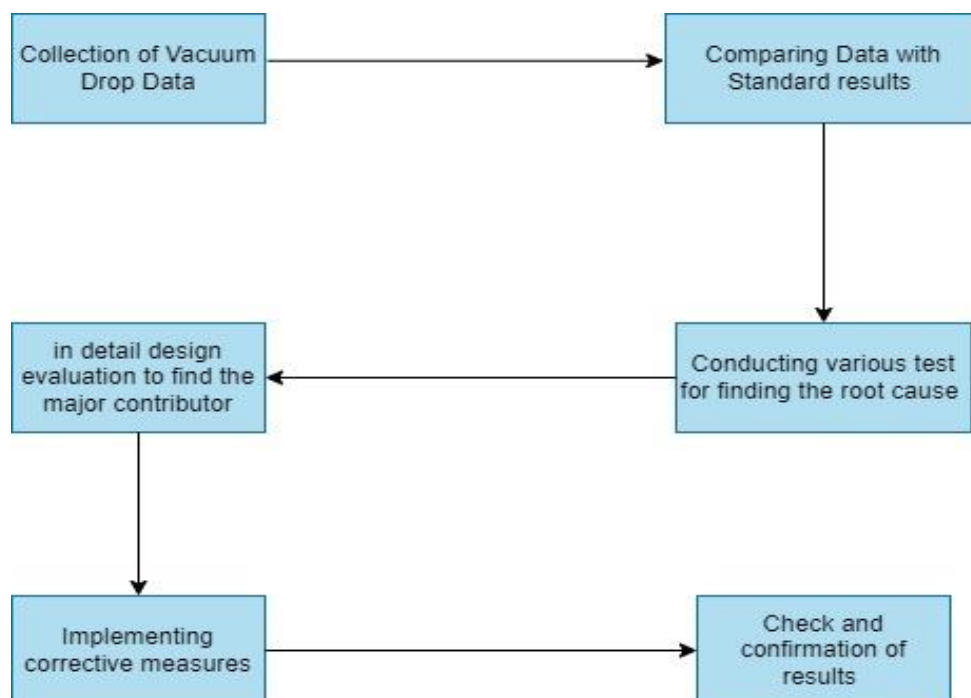 Collection of Vacuum
Drop Data
Comparing Data with
Standard results
Conducting various test
for finding the root cause
in detail design
evaluation to find the
major contributor
Implementing
corrective measures
Check and
confirmation of
results